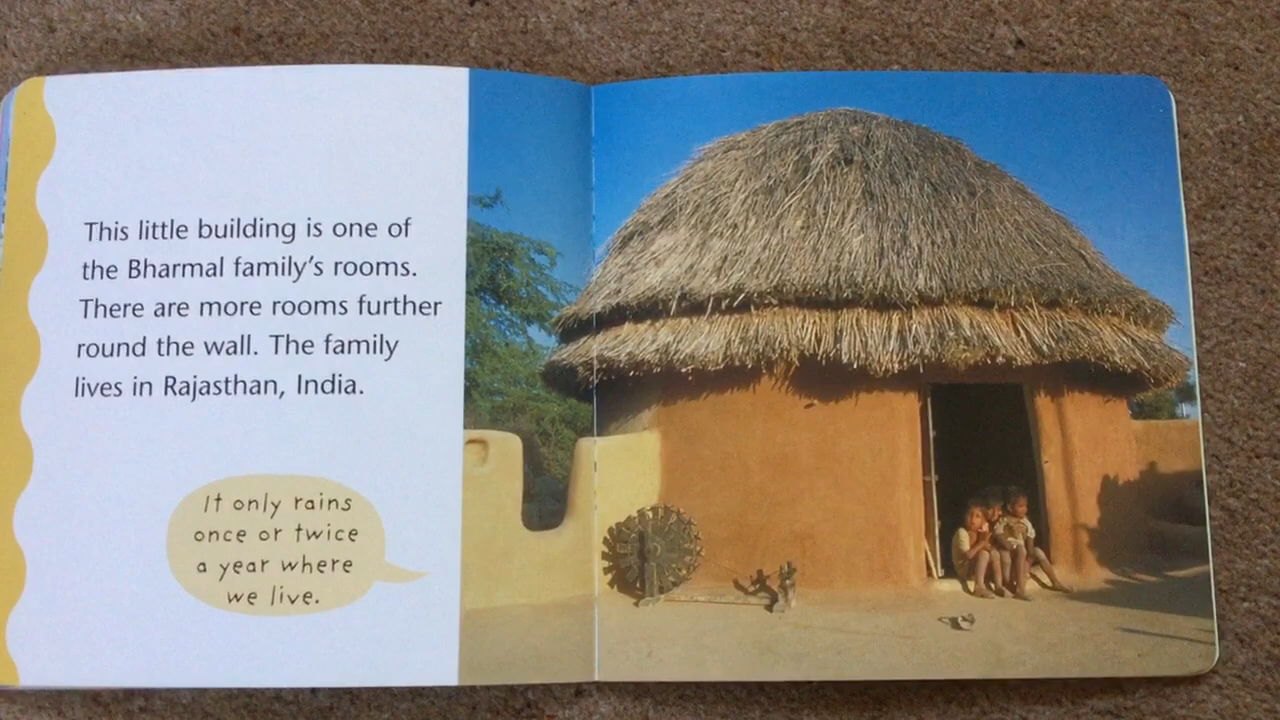 This little building is one of
the Bharmal family's rooms.
There are more rooms further
round the wall. The family
lives in Rajasthan, India.
It only rains
once or twice
a year where
we live.